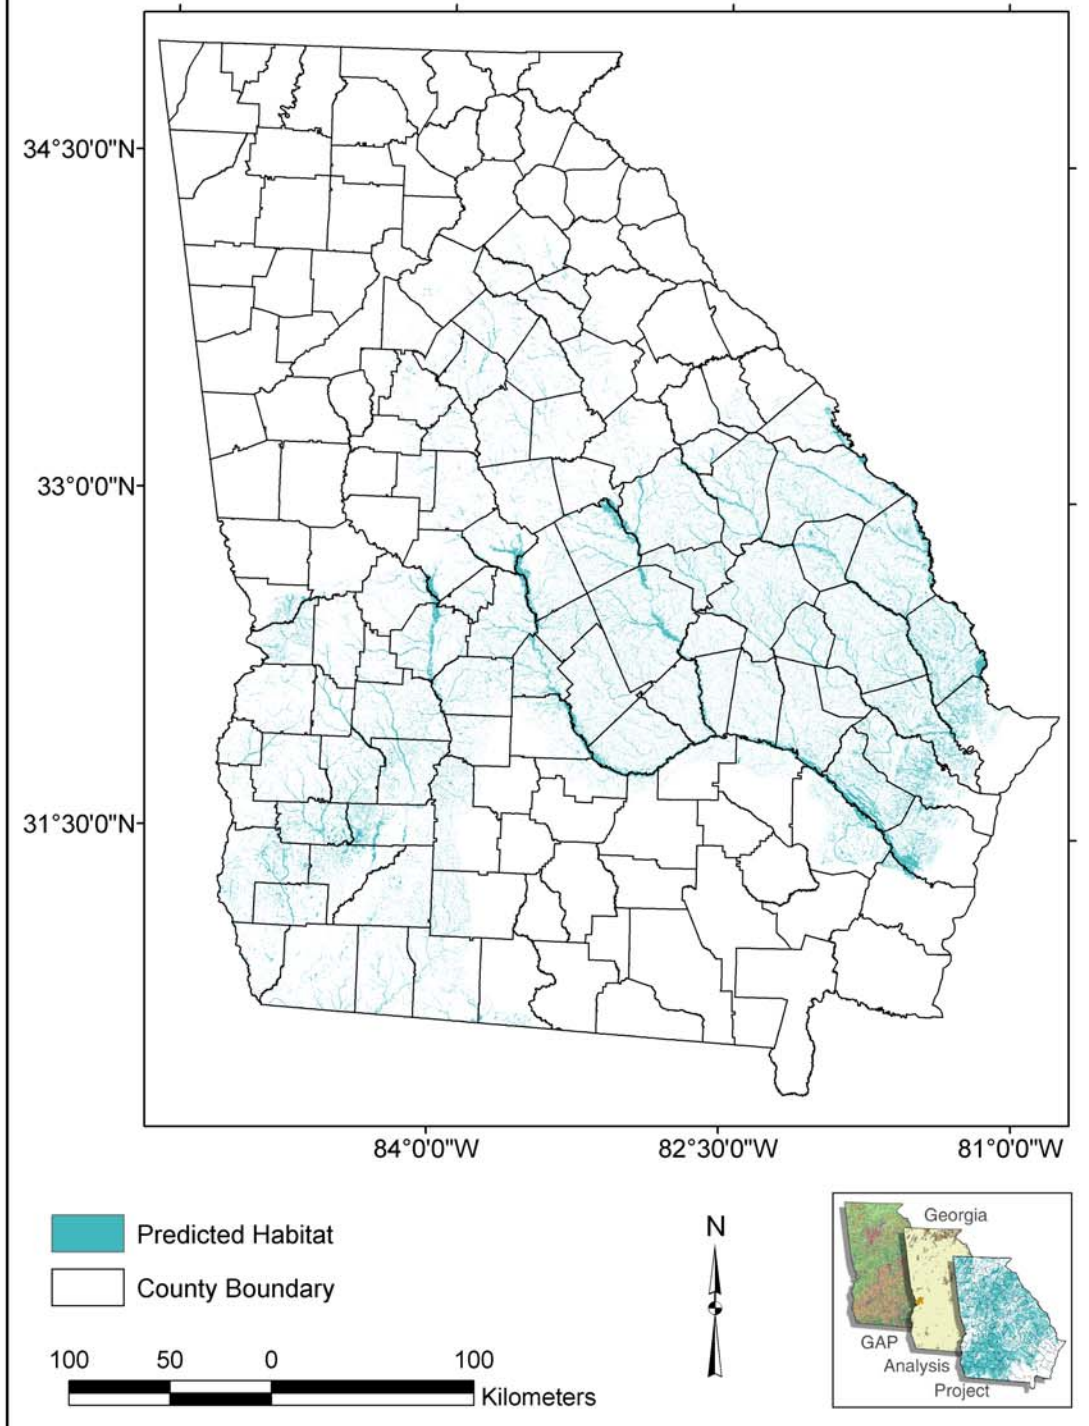 34°30'0"N
33°0'0"N
31°30'0"N
84°0'0"W 82°30'0"W 81°0'0"W
Predicted Habitat
County Boundary
100 50 0 100
Kilometers
N
Georgia
GAP
Analysis
Project